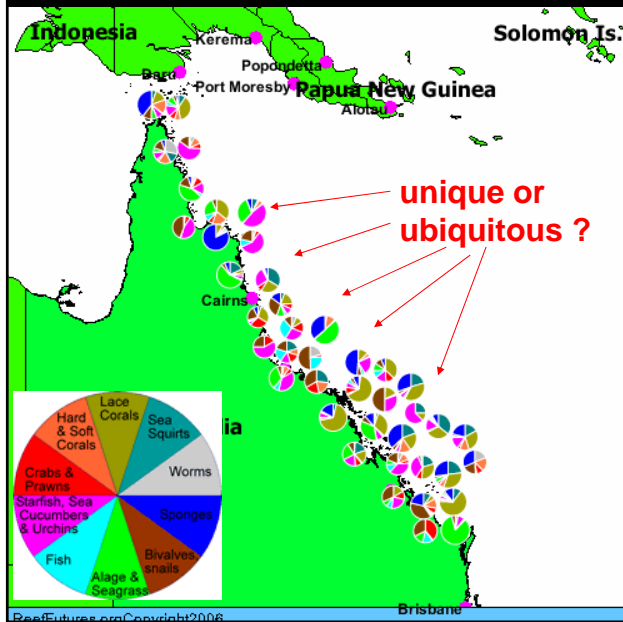 Indonesia
Solomon Is.
Kerema
Popondetta
Daru
Port Moresby
Papua New Guinea
Alotau
unique or
ubiquitous ?
Cairns
Lace
Corals
Hard
& Soft
Corals
Sea
Squirts
Crabs &
Prawns
Worms
Starfish, Sea
Cucumbers
& Urchins
Sponges
Fish
Alage &
Seagrass
Bivalves,
snails
lia
Brisbane
ReefFutures.orgCopyright2006